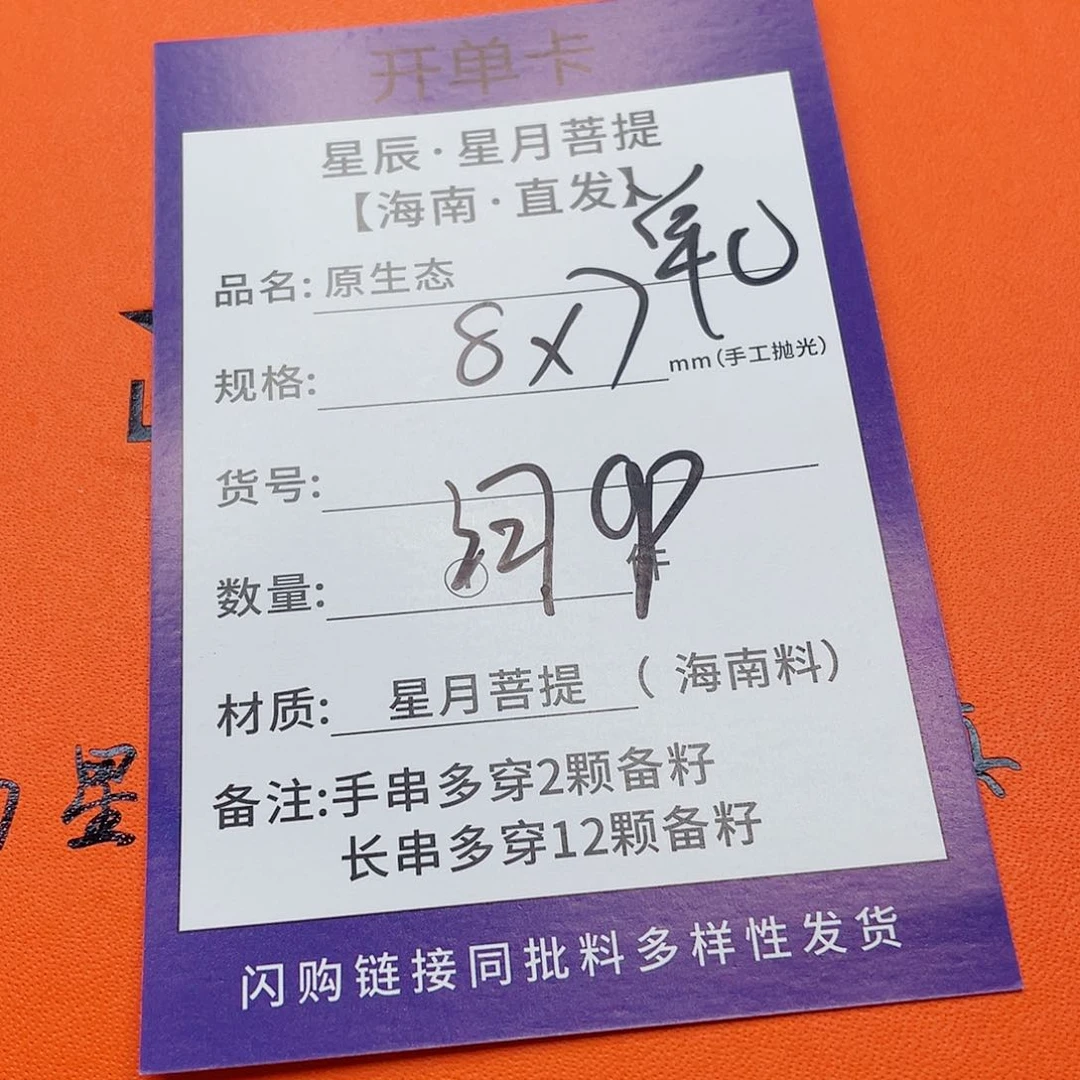 开单卡
星辰·星月菩提
【海南·直发】
品名:原生态
规格: 8x7 mm(手工抛光)
货号:
数量: 1 件
材质: 星月菩提 (海南料)
备注:手串多穿2颗备籽
长串多穿12颗备籽
闪购链接同批料多样性发货
星